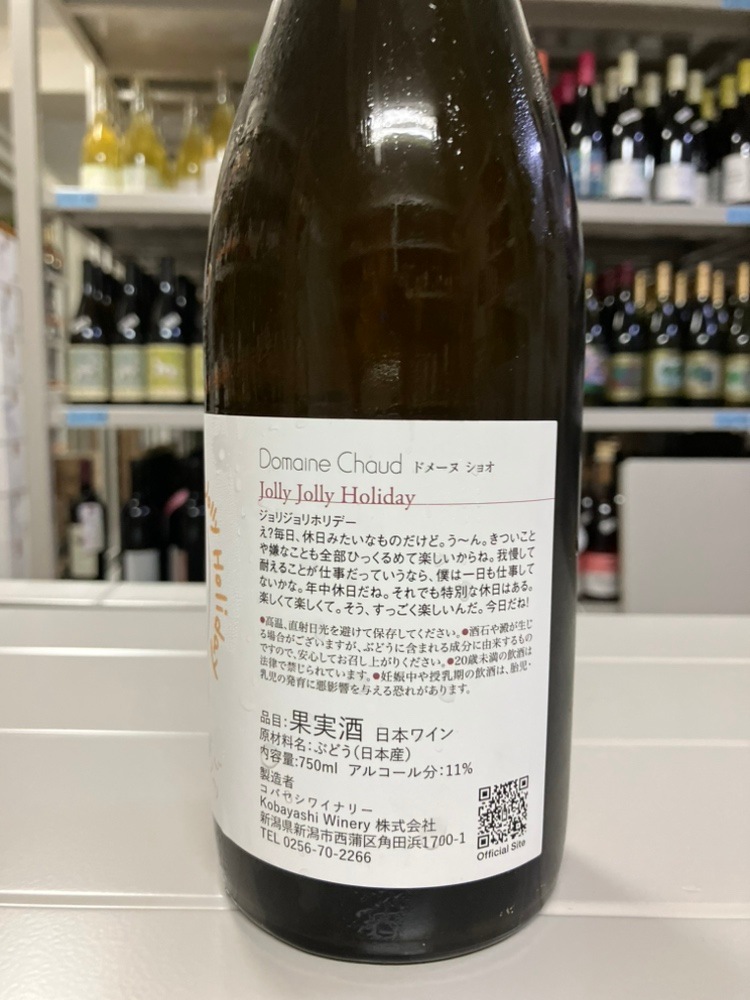 Domaine Chaud ドメーヌ ショオ
Jolly Jolly Holiday
ジョリジョリホリデー
え?毎日、休日みたいなものだけど。う〜ん。きついこと
や嫌なことも全部ひっくるめて楽しいからね。我慢して
耐えることが仕事だっていうなら、僕は一日も仕事して
ないかな。年中休日だね。それでも特別な休日はある。
楽しくて楽しくて。そう、すっごく楽しいんだ。今日だね!
●高温、直射日光を避けて保存してください。●酒石や澱が生じ
る場合がございますが、ぶどうに含まれる成分に由来するもの
ですので、安心してお召し上がりください。●20歳未満の飲酒は
法律で禁じられています。●妊娠中や授乳期の飲酒は、胎児・
乳児の発育に悪影響を与える恐れがあります。
品目:果実酒 日本ワイン
原材料名:ぶどう(日本産)
内容量:750ml アルコール分:11%
製造者
コバヤシワイナリー
Kobayashi Winery 株式会社
新潟県新潟市西蒲区角田浜1700-1
TEL 0256-70-2266
Official Site
Holiday